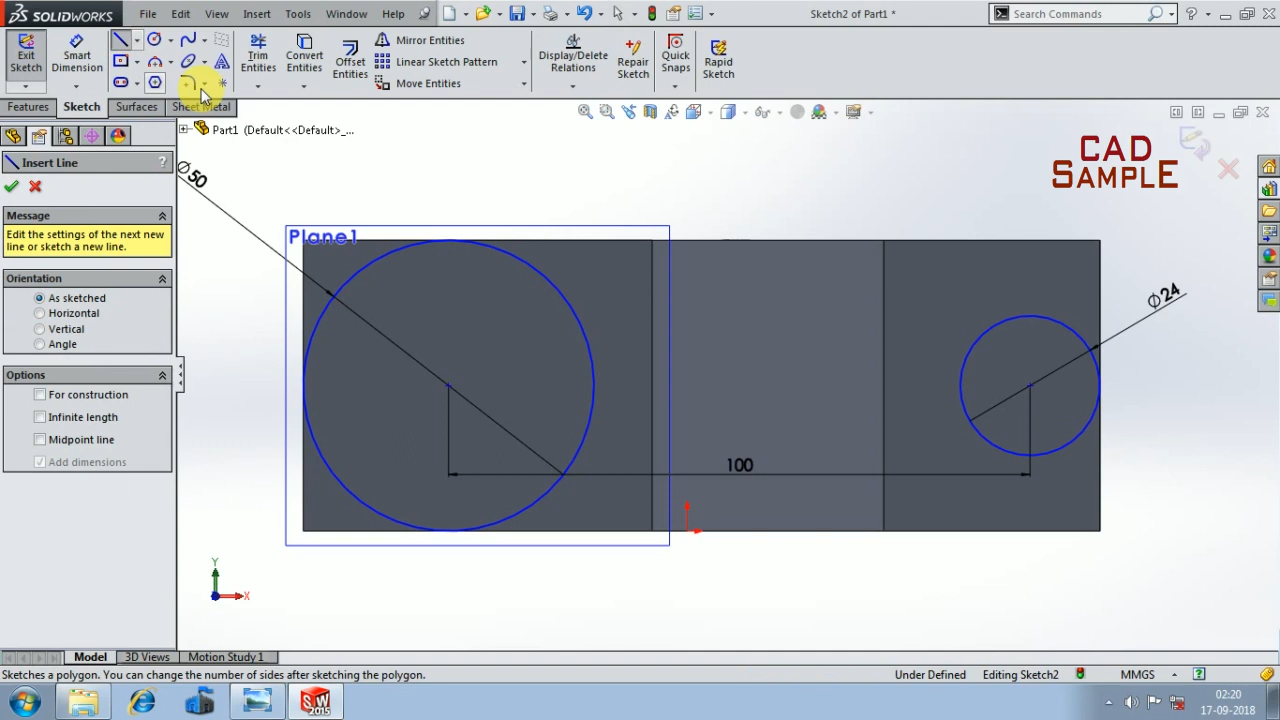 SOLIDWORKS
File Edit View Insert Tools Window Help
Sketch2 of Part1 *
Search Commands
Exit Sketch
Smart Dimension
Trim Entities
Convert Entities
Offset Entities
Mirror Entities
Linear Sketch Pattern
Move Entities
Display/Delete Relations
Repair Sketch
Quick Snaps
Rapid Sketch
Features Sketch Surfaces Sheet Metal
Part1 (Default<<Default>_...
Insert Line
?
Message
Edit the settings of the next new
line or sketch a new line.
Orientation
As sketched
Horizontal
Vertical
Angle
Options
For construction
Infinite length
Midpoint line
Add dimensions
CAD
SAMPLE
Ø50
Plane1
Ø24
100
Y
X
Model 3D Views Motion Study 1
Sketches a polygon. You can change the number of sides after sketching the polygon.
Under Defined Editing Sketch2 MMGS
SW
2015
02:20
17-09-2018